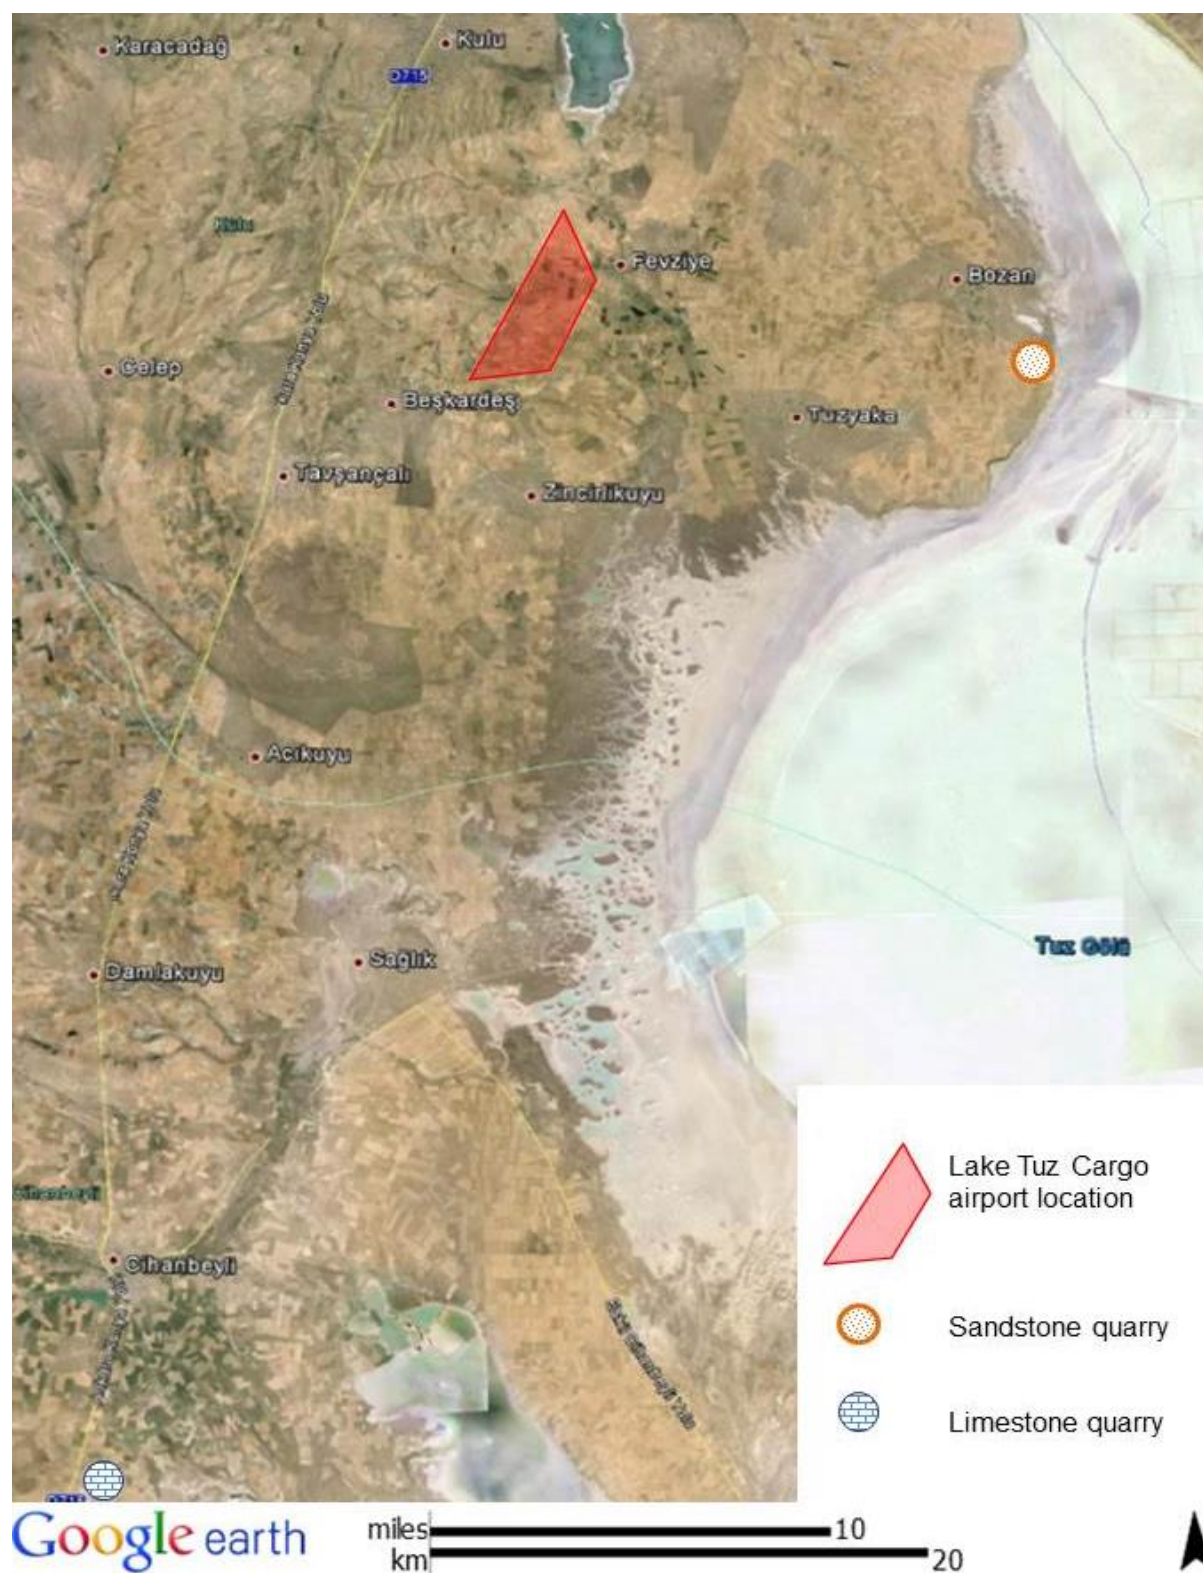 Karacadağ
Kulu
D715
Kulu
Fevziye
Bozan
Celep
Beşkardeş
Tuzyaka
Tavşançalı
Zincirlikuyu
Acıkuyu
Sağlık
Damlakuyu
Tuz Gölü
Cihanbeyli
Cihanbeyli
Lake Tuz Cargo
airport location
Sandstone quarry
Limestone quarry
Google earth
miles 10
km 20